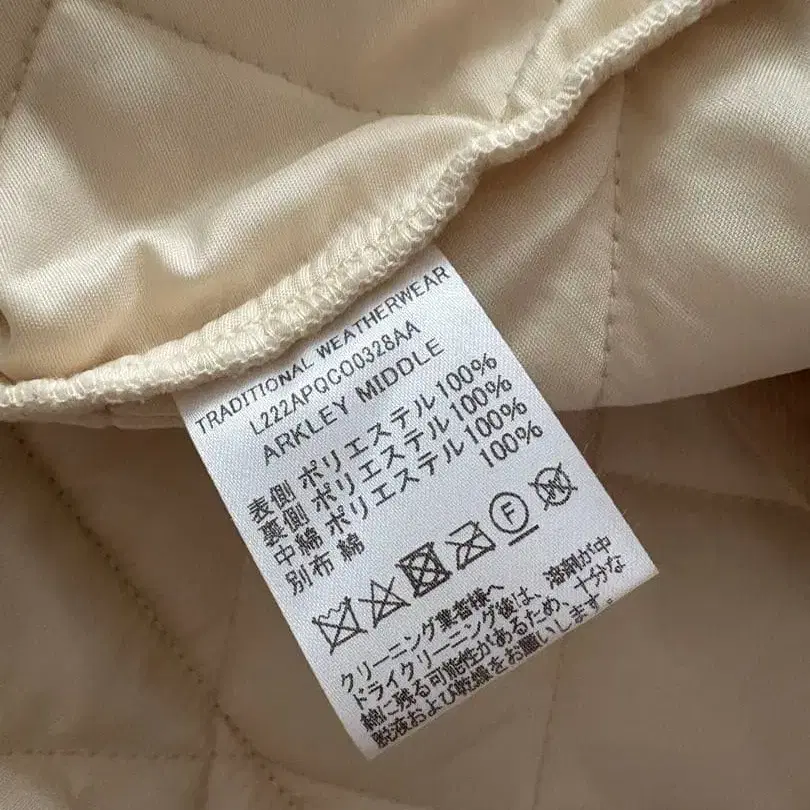 TRADITIONAL WEATHERWEAR
L222APQCO0328AA
ARKLEY MIDDLE
表側 ポリエステル100%
裏側 ポリエステル100%
中綿 ポリエステル100%
別布 綿 100%
F W
クリーニング業者様へ
ドライクリーニング後は、溶剤が中
綿に残る可能性があるため、十分な
脱液および乾燥をお願いします。